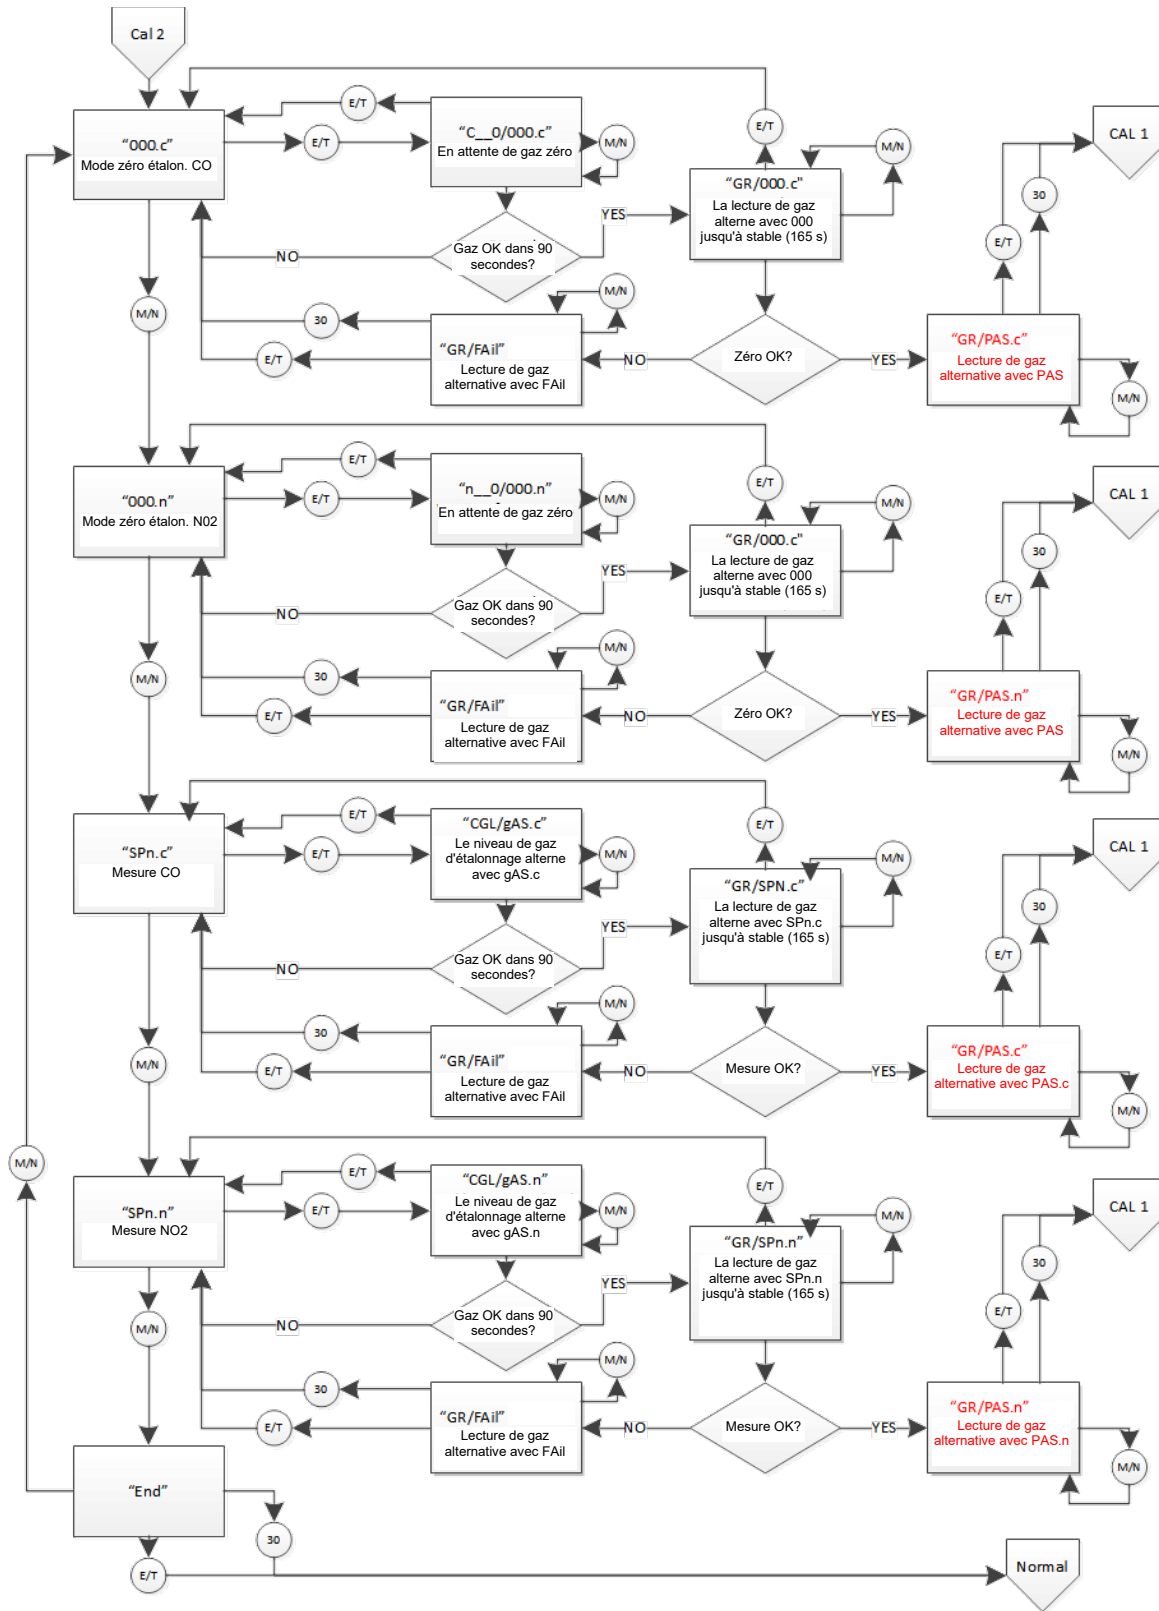 Cal 2
E/T
"000.c"
Mode zéro étalon. CO
E/T
"C__0/000.c"
En attente de gaz zéro
M/N
E/T
M/N
CAL 1
"GR/000.c"
La lecture de gaz
alterne avec 000
jusqu'à stable (165 s)
30
E/T
YES
NO
Gaz OK dans 90
secondes?
M/N
30
M/N
"GR/FAil"
Lecture de gaz
alternative avec FAil
E/T
NO
Zéro OK?
YES
"GR/PAS.c"
Lecture de gaz
alternative avec PAS
M/N
E/T
"000.n"
Mode zéro étalon. N02
E/T
"n__0/000.n"
En attente de gaz zéro
M/N
E/T
M/N
CAL 1
"GR/000.c"
La lecture de gaz
alterne avec 000
jusqu'à stable (165 s)
30
E/T
YES
NO
Gaz OK dans 90
secondes?
M/N
30
M/N
"GR/FAil"
Lecture de gaz
alternative avec FAil
E/T
NO
Zéro OK?
YES
"GR/PAS.n"
Lecture de gaz
alternative avec PAS
M/N
E/T
"SPn.c"
Mesure CO
E/T
"CGL/gAS.c"
Le niveau de gaz
d'étalonnage alterne
avec gAS.c
M/N
E/T
M/N
CAL 1
"GR/SPN.c"
La lecture de gaz
alterne avec SPn.c
jusqu'à stable (165 s)
30
E/T
YES
NO
Gaz OK dans 90
secondes?
M/N
30
M/N
"GR/FAil"
Lecture de gaz
alternative avec FAil
E/T
NO
Mesure OK?
YES
"GR/PAS.c"
Lecture de gaz
alternative avec PAS.c
M/N
M/N
E/T
"SPn.n"
Mesure NO2
E/T
"CGL/gAS.n"
Le niveau de gaz
d'étalonnage alterne
avec gAS.n
M/N
E/T
M/N
CAL 1
"GR/SPn.n"
La lecture de gaz
alterne avec SPn.n
jusqu'à stable (165 s)
30
E/T
YES
NO
Gaz OK dans 90
secondes?
M/N
30
M/N
"GR/FAil"
Lecture de gaz
alternative avec FAil
E/T
NO
Mesure OK?
YES
"GR/PAS.n"
Lecture de gaz
alternative avec PAS.n
M/N
"End"
30
E/T
Normal